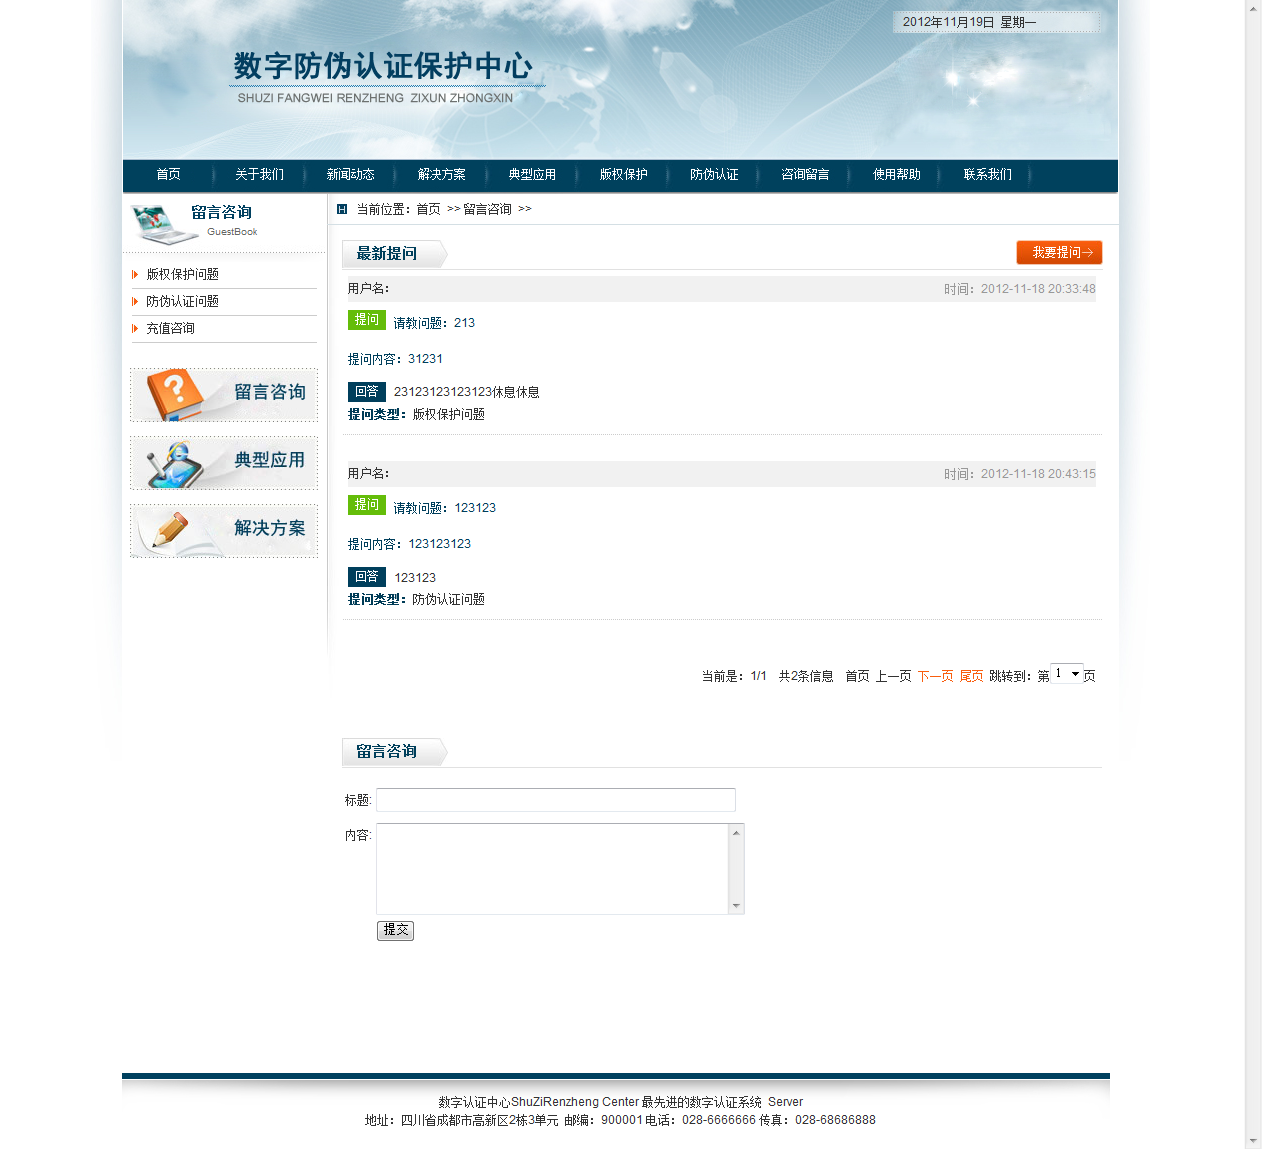 2012年11月19日 星期一
数字防伪认证保护中心
SHUZI FANGWEI RENZHENG ZIXUN ZHONGXIN
首页 关于我们 新闻动态 解决方案 典型应用 版权保护 防伪认证 咨询留言 使用帮助 联系我们
留言咨询
GuestBook
版权保护问题
防伪认证问题
充值咨询
留言咨询
典型应用
解决方案
当前位置：首页 >> 留言咨询 >>
最新提问
我要提问
用户名： 时间：2012-11-18 20:33:48
提问 请教问题：213
提问内容：31231
回答 23123123123123休息休息
提问类型：版权保护问题
用户名： 时间：2012-11-18 20:43:15
提问 请教问题：123123
提问内容：123123123
回答 123123
提问类型：防伪认证问题
当前是：1/1 共2条信息 首页 上一页 下一页 尾页 跳转到：第 1 页
留言咨询
标题:
内容:
提交
数字认证中心ShuZiRenzheng Center 最先进的数字认证系统 Server
地址：四川省成都市高新区2栋3单元 邮编：900001 电话：028-6666666 传真：028-68686888